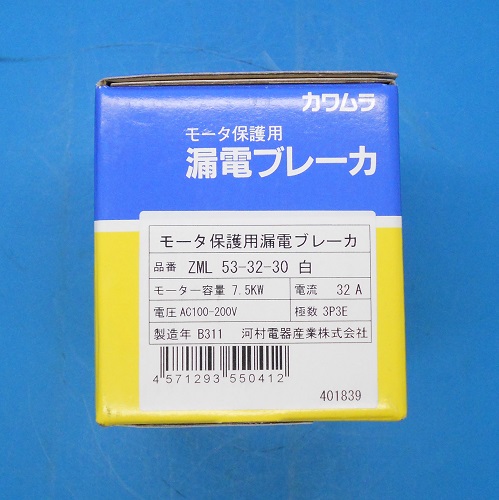 カワムラ
モータ保護用
漏電ブレーカ
モータ保護用漏電ブレーカ
品番 ZML 53-32-30 白
モーター容量 7.5KW 電流 32 A
電圧 AC100-200V 極数 3P3E
製造年 B311 河村電器産業株式会社
4 571293 550412
401839